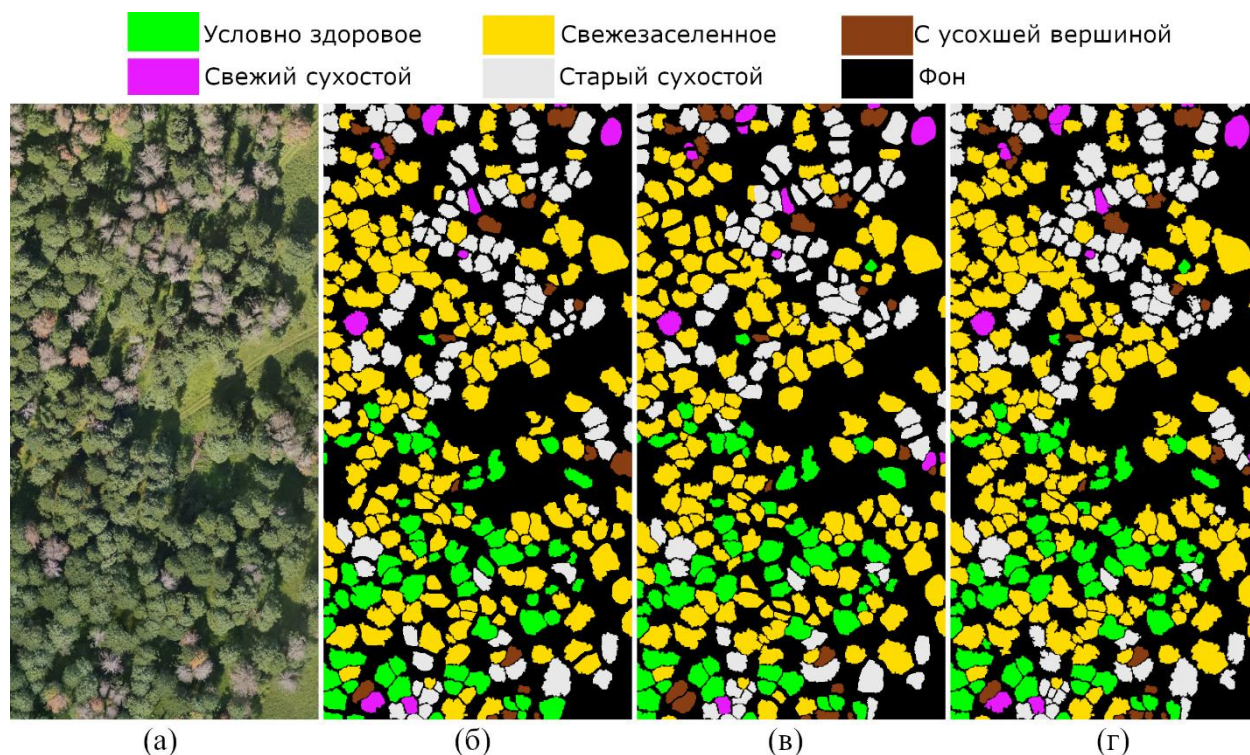 Условно здоровое Свежезаселенное С усохшей вершиной
Свежий сухостой Старый сухостой Фон
(а) (б) (в) (г)